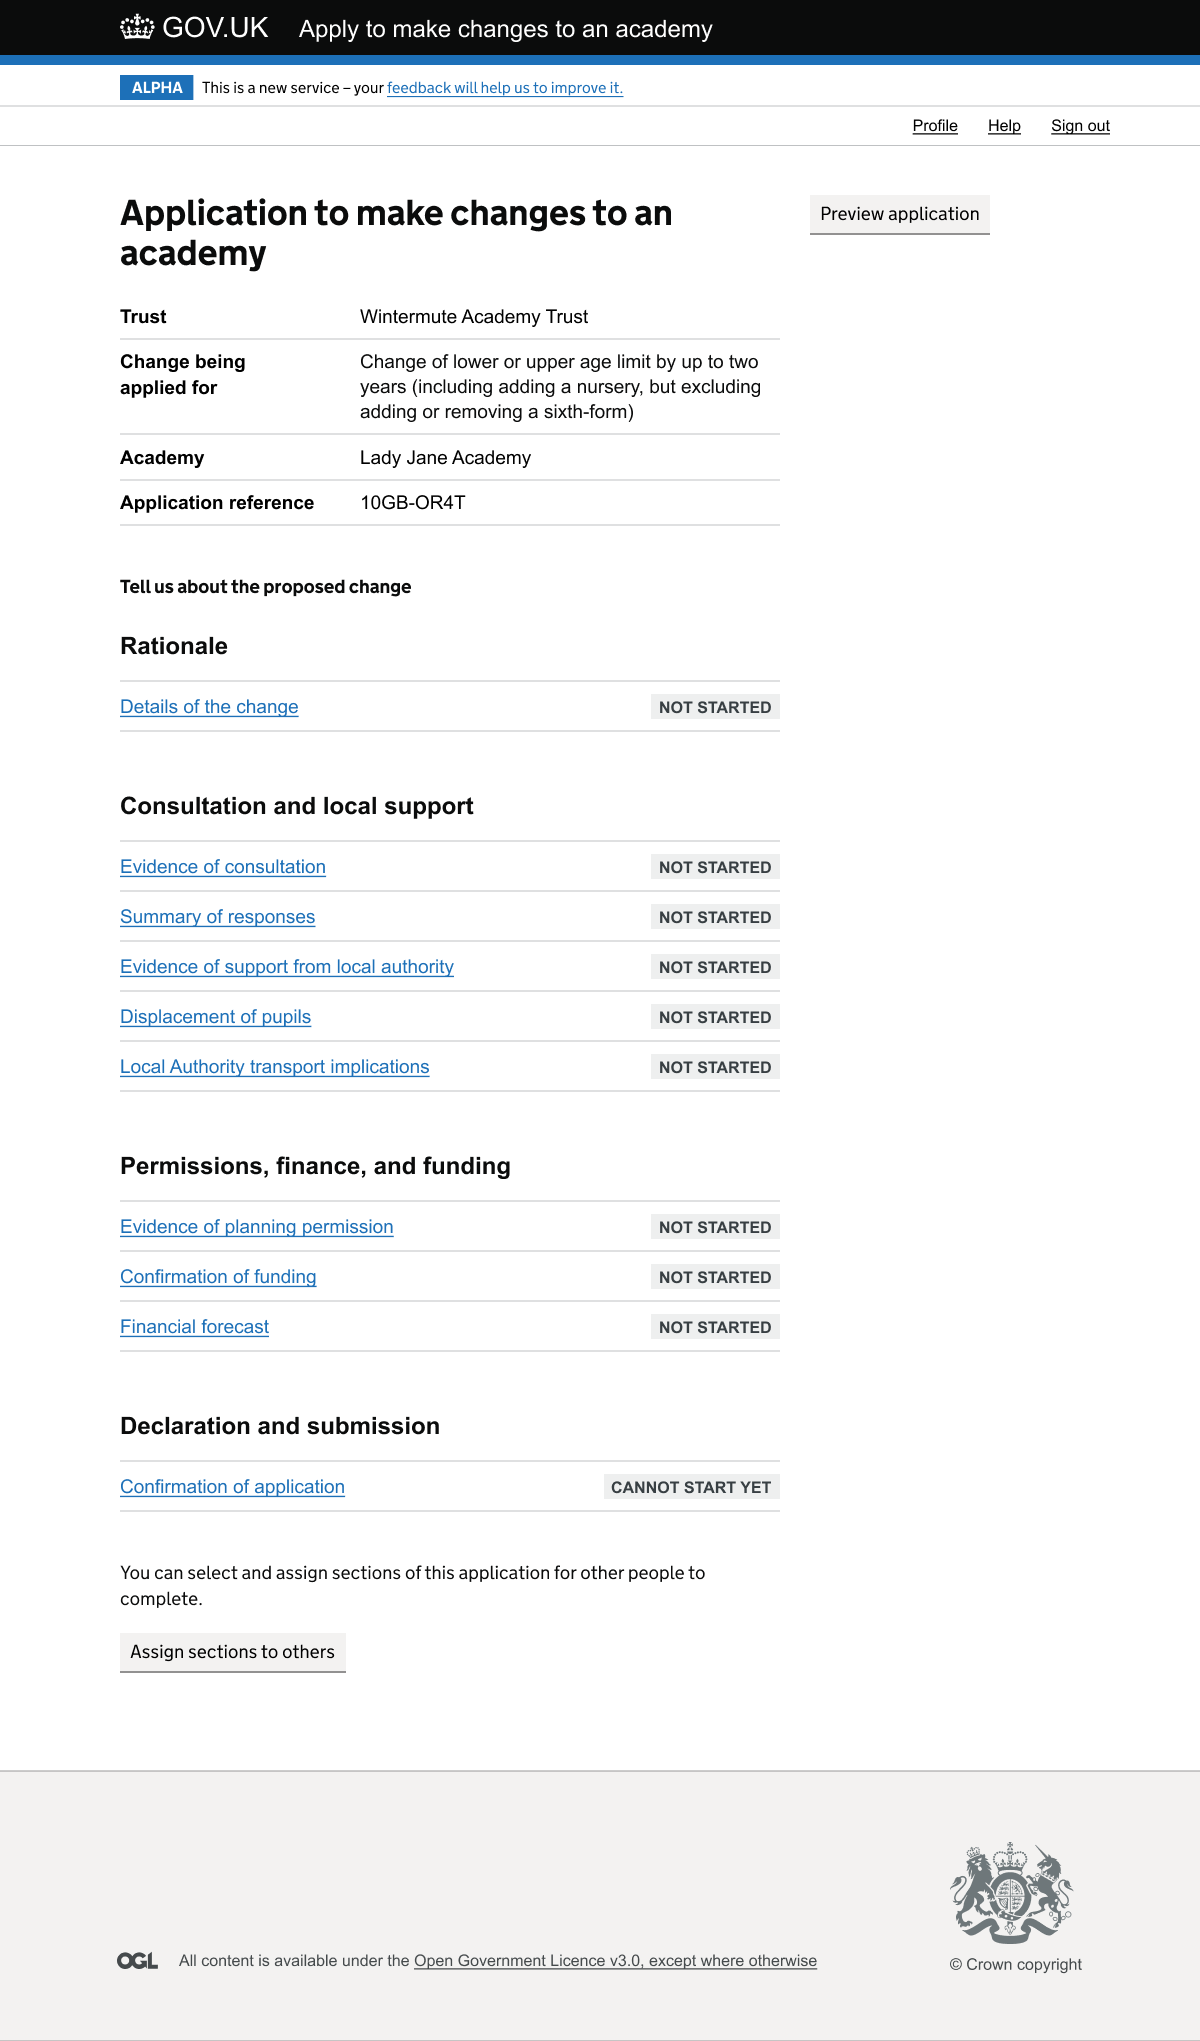 GOV.UK Apply to make changes to an academy
ALPHA This is a new service – your feedback will help us to improve it.
Profile Help Sign out
Application to make changes to an
academy
Preview application
Trust Wintermute Academy Trust
Change being
applied for
Change of lower or upper age limit by up to two
years (including adding a nursery, but excluding
adding or removing a sixth-form)
Academy Lady Jane Academy
Application reference 10GB-OR4T
Tell us about the proposed change
Rationale
Details of the change NOT STARTED
Consultation and local support
Evidence of consultation NOT STARTED
Summary of responses NOT STARTED
Evidence of support from local authority NOT STARTED
Displacement of pupils NOT STARTED
Local Authority transport implications NOT STARTED
Permissions, finance, and funding
Evidence of planning permission NOT STARTED
Confirmation of funding NOT STARTED
Financial forecast NOT STARTED
Declaration and submission
Confirmation of application CANNOT START YET
You can select and assign sections of this application for other people to
complete.
Assign sections to others
OGL All content is available under the Open Government Licence v3.0, except where otherwise
© Crown copyright